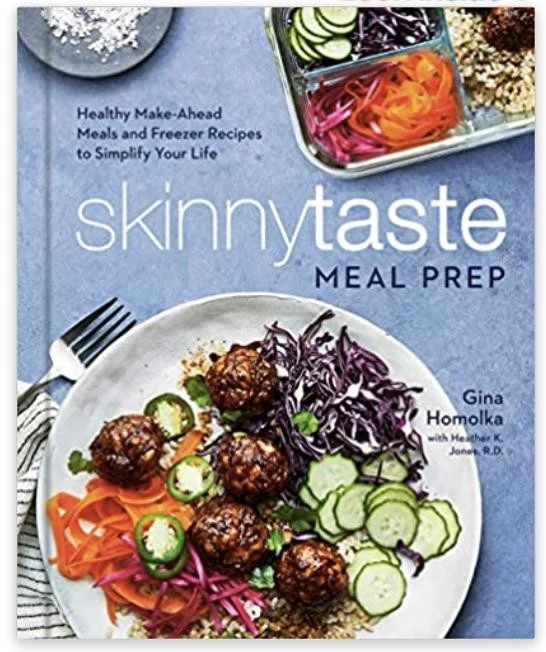 Healthy Make-Ahead
Meals and Freezer Recipes
to Simplify Your Life
skinnytaste
MEAL PREP
Gina
Homolka
with Heather K.
Jones, R.D.